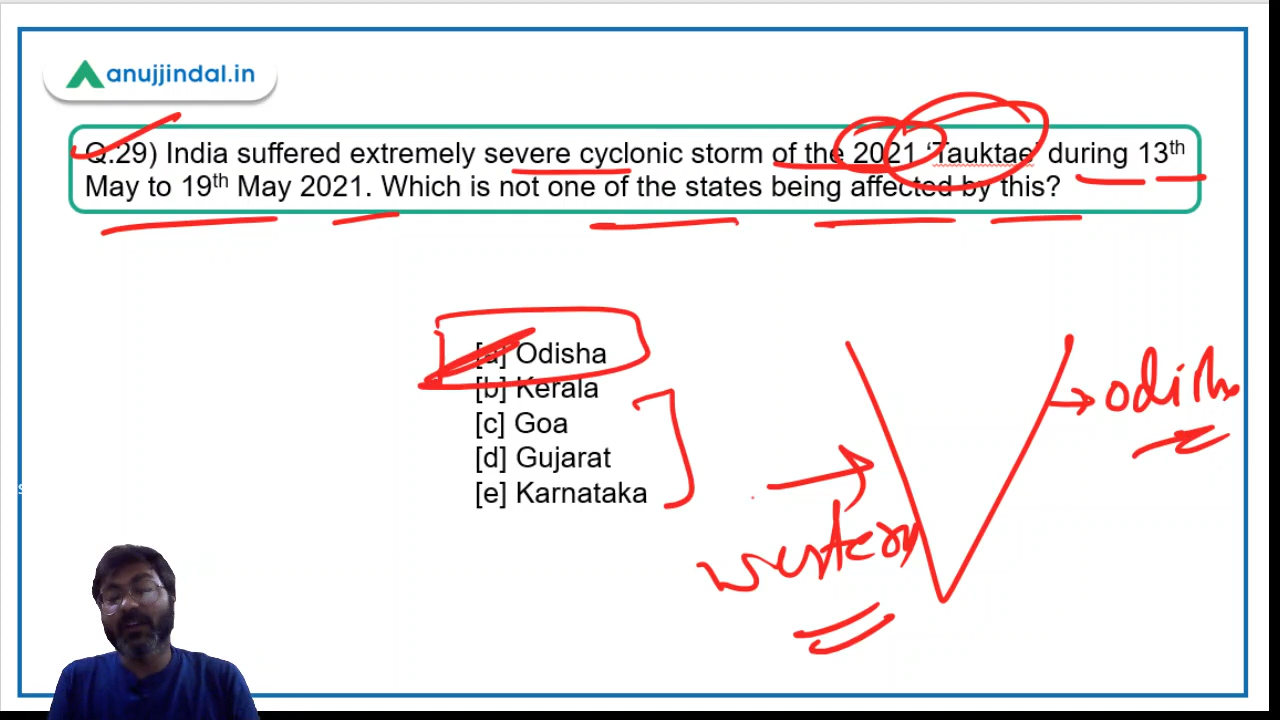 anujjindal.in
Q.29) India suffered extremely severe cyclonic storm of the 2021 ‘Tauktae’ during 13th
May to 19th May 2021. Which is not one of the states being affected by this?
[a] Odisha
[b] Kerala
[c] Goa
[d] Gujarat
[e] Karnataka
odisha
western